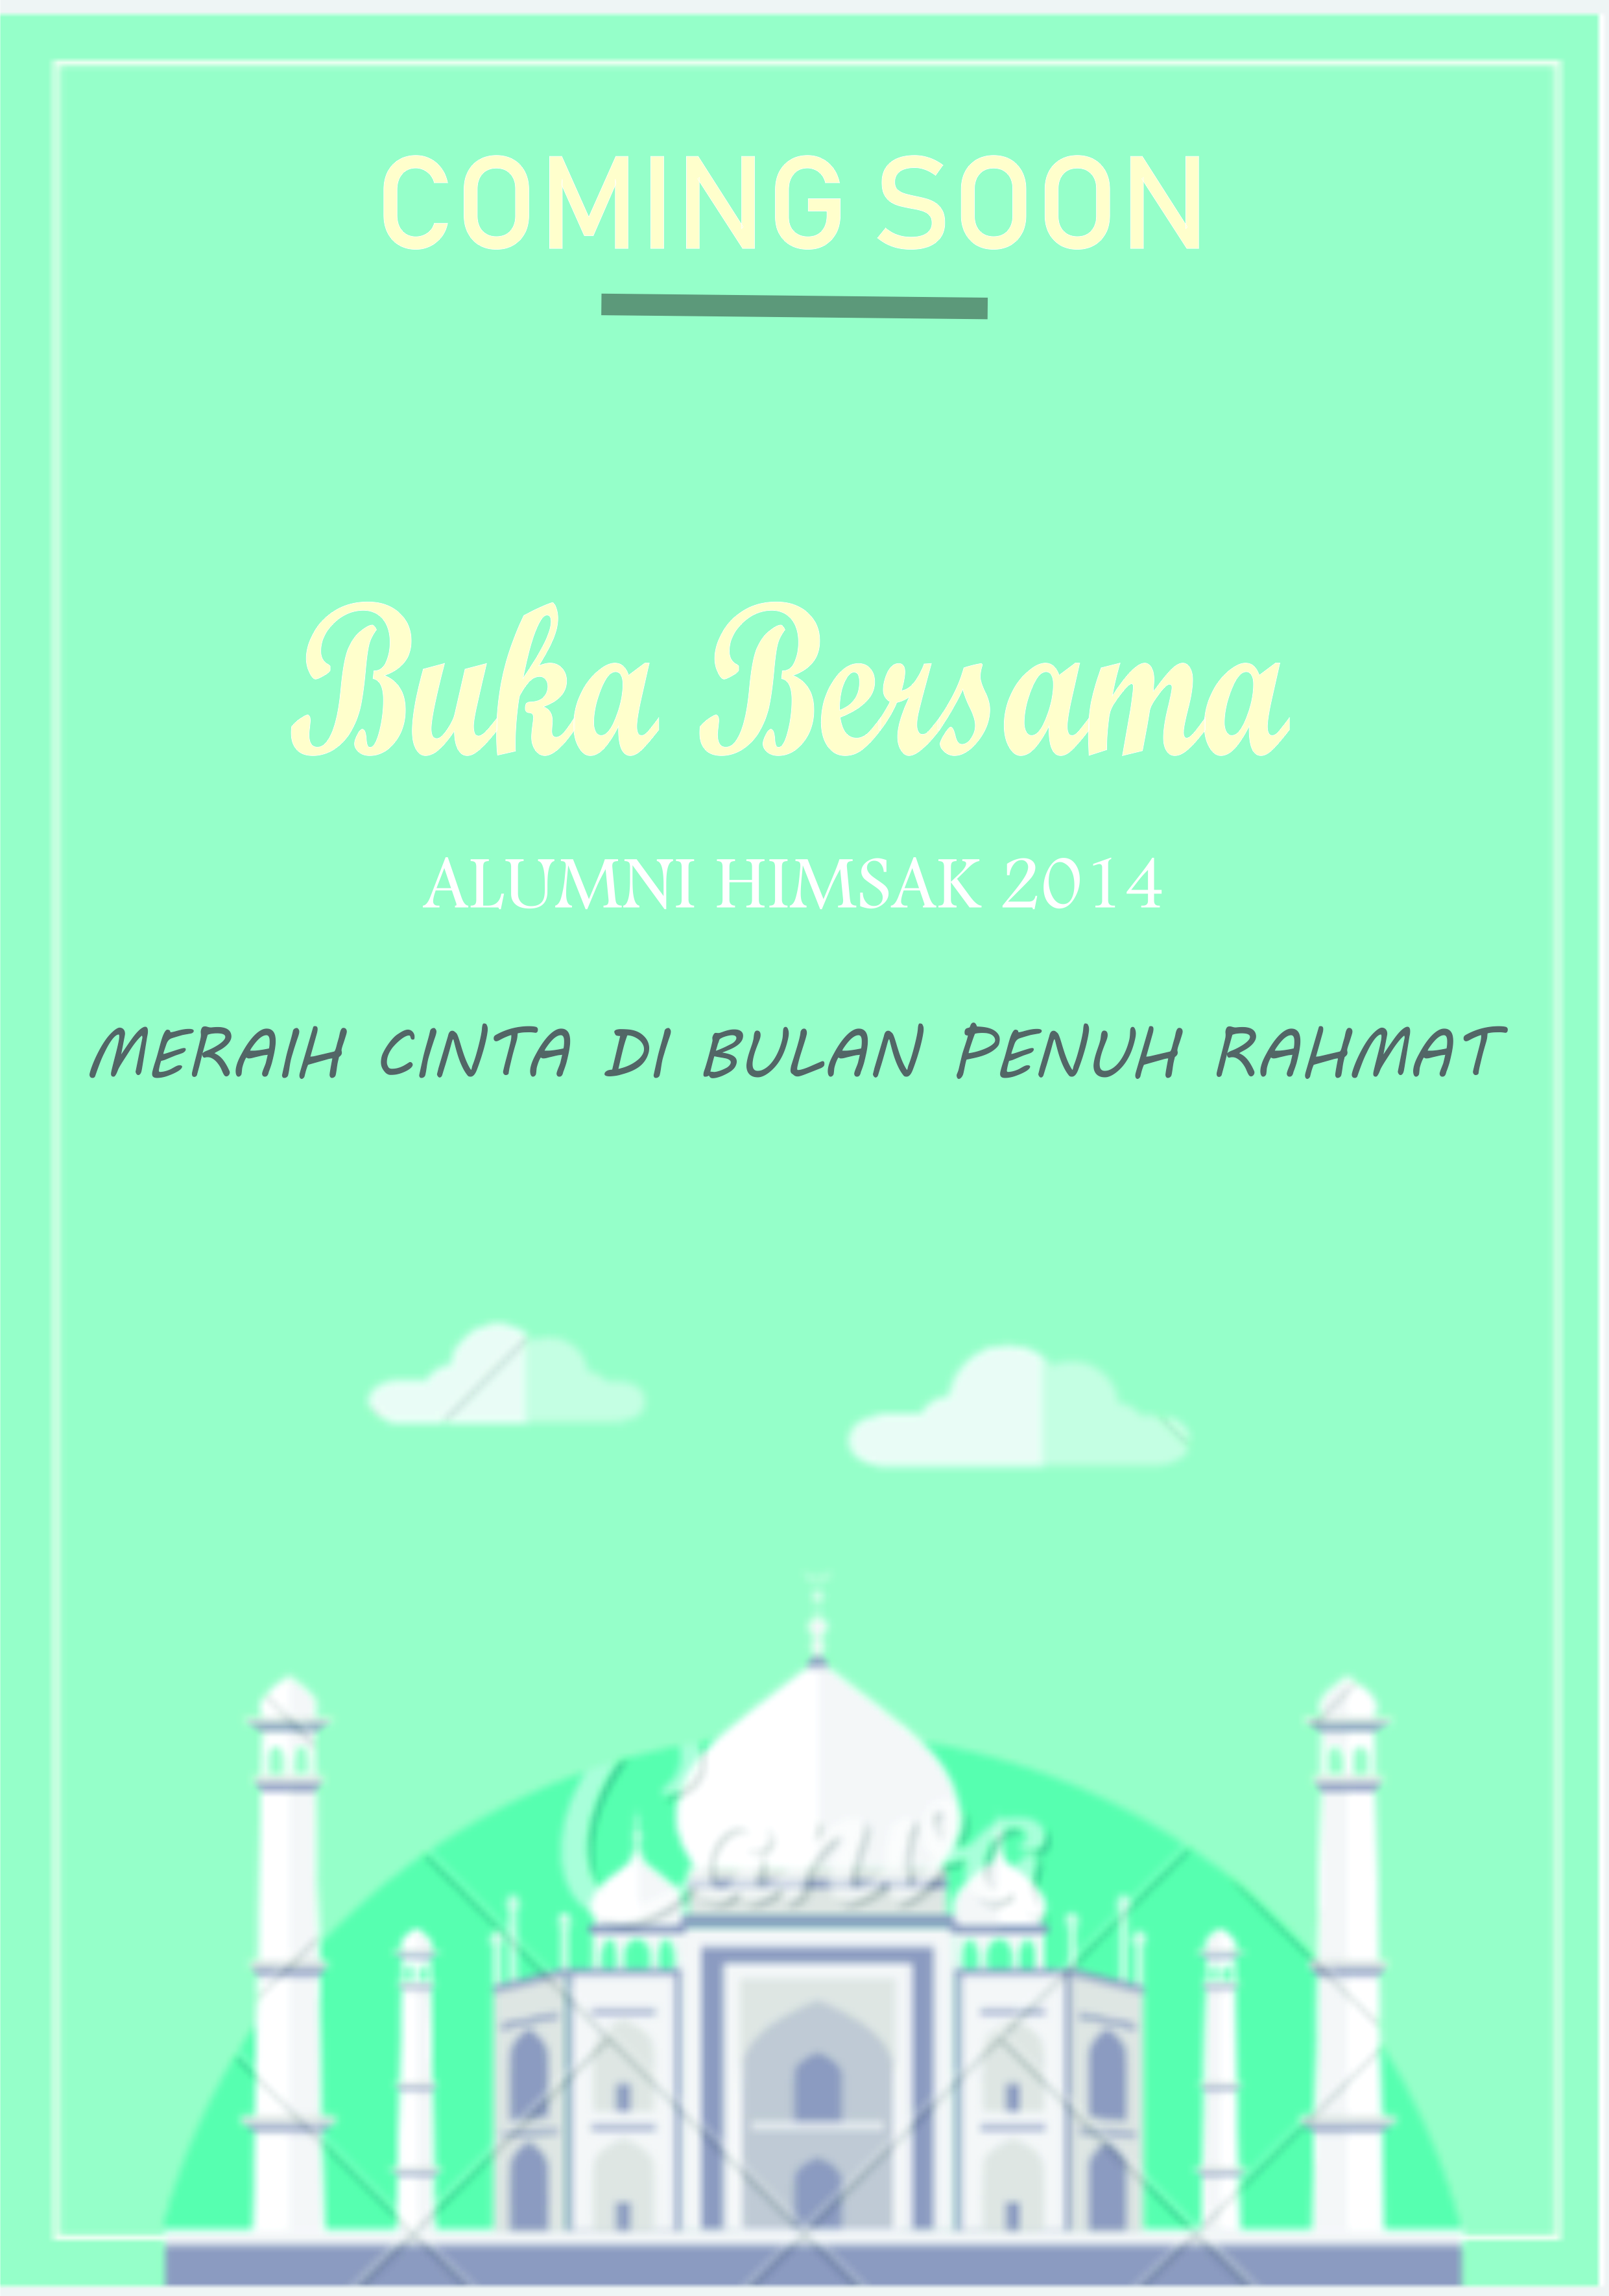 COMING SOON
Buka Bersama
ALUMNI HIMSAK 2014
MERAIH CINTA DI BULAN PENUH RAHMAT
Canva